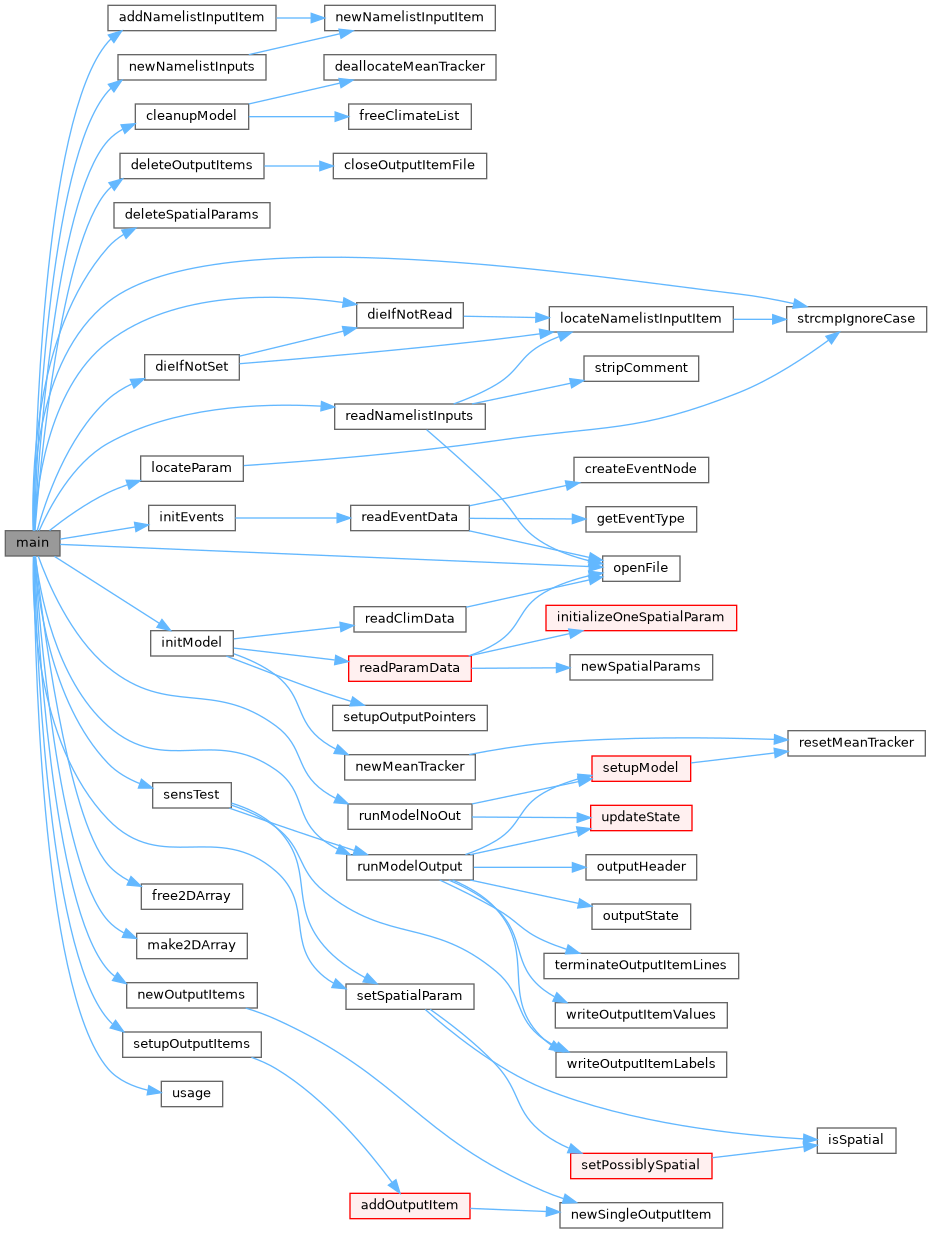 addNamelistInputItem
newNamelistInputItem
newNamelistInputs
deallocateMeanTracker
cleanupModel
freeClimateList
deleteOutputItems
closeOutputItemFile
deleteSpatialParams
dieIfNotRead
locateNamelistInputItem
strcmpIgnoreCase
dieIfNotSet
stripComment
readNamelistInputs
locateParam
createEventNode
initEvents
readEventData
getEventType
main
openFile
readClimData
initializeOneSpatialParam
initModel
readParamData
newSpatialParams
setupOutputPointers
resetMeanTracker
newMeanTracker
setupModel
sensTest
runModelNoOut
updateState
runModelOutput
outputHeader
free2DArray
outputState
make2DArray
terminateOutputItemLines
newOutputItems
setSpatialParam
writeOutputItemValues
setupOutputItems
writeOutputItemLabels
usage
isSpatial
setPossiblySpatial
addOutputItem
newSingleOutputItem